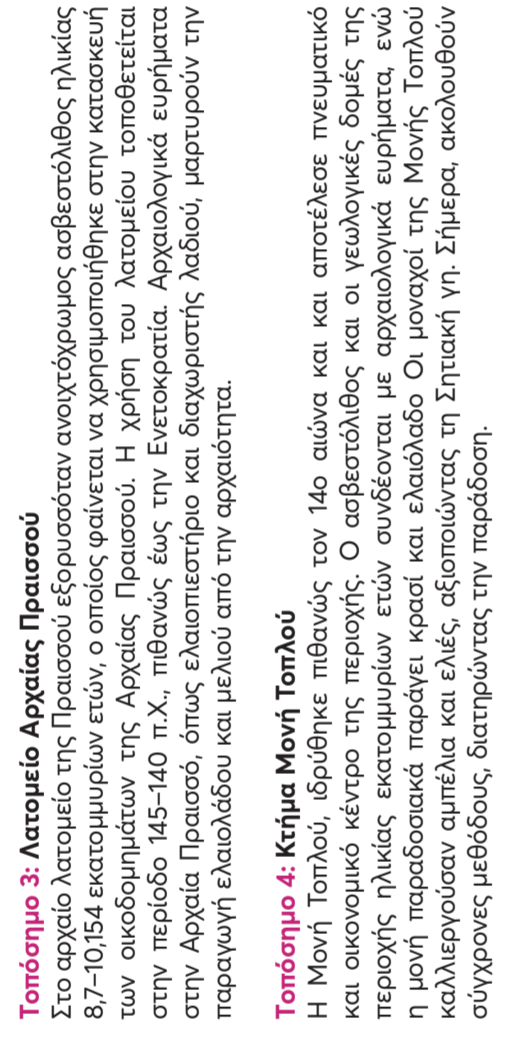 Τοπόσημο 3: Λατομείο Αρχαίας Πραισσού
Στο αρχαίο λατομείο της Πραισσού εξορυσσόταν ανοιχτόχρωμος ασβεστόλιθος ηλικίας
8,7–10,154 εκατομμυρίων ετών, ο οποίος φαίνεται να χρησιμοποιήθηκε στην κατασκευή
των οικοδομημάτων της Αρχαίας Πραισσού. Η χρήση του λατομείου τοποθετείται
στην περίοδο 145–140 π.Χ., πιθανώς έως την Ενετοκρατία. Αρχαιολογικά ευρήματα
στην Αρχαία Πραισσό, όπως ελαιοπιεστήριο και διαχωριστής λαδιού, μαρτυρούν την
παραγωγή ελαιολάδου και μελιού από την αρχαιότητα.
Τοπόσημο 4: Κτήμα Μονή Τοπλού
Η Μονή Τοπλού, ιδρύθηκε πιθανώς τον 14ο αιώνα και και αποτέλεσε πνευματικό
και οικονομικό κέντρο της περιοχής. Ο ασβεστόλιθος και οι γεωλογικές δομές της
περιοχής ηλικίας εκατομμυρίων ετών συνδέονται με αρχαιολογικά ευρήματα, ενώ
η μονή παραδοσιακά παράγει κρασί και ελαιόλαδο Οι μοναχοί της Μονής Τοπλού
καλλιεργούσαν αμπέλια και ελιές, αξιοποιώντας τη Σητιακή γη. Σήμερα, ακολουθούν
σύγχρονες μεθόδους, διατηρώντας την παράδοση.